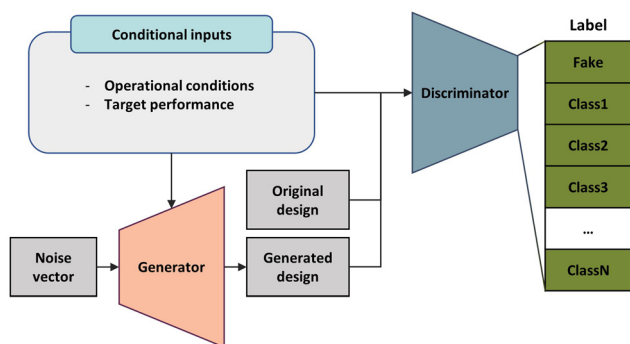 Conditional inputs
- Operational conditions
- Target performance
Discriminator
Label
Fake
Class1
Class2
Class3
...
ClassN
Original
design
Noise
vector
Generator
Generated
design